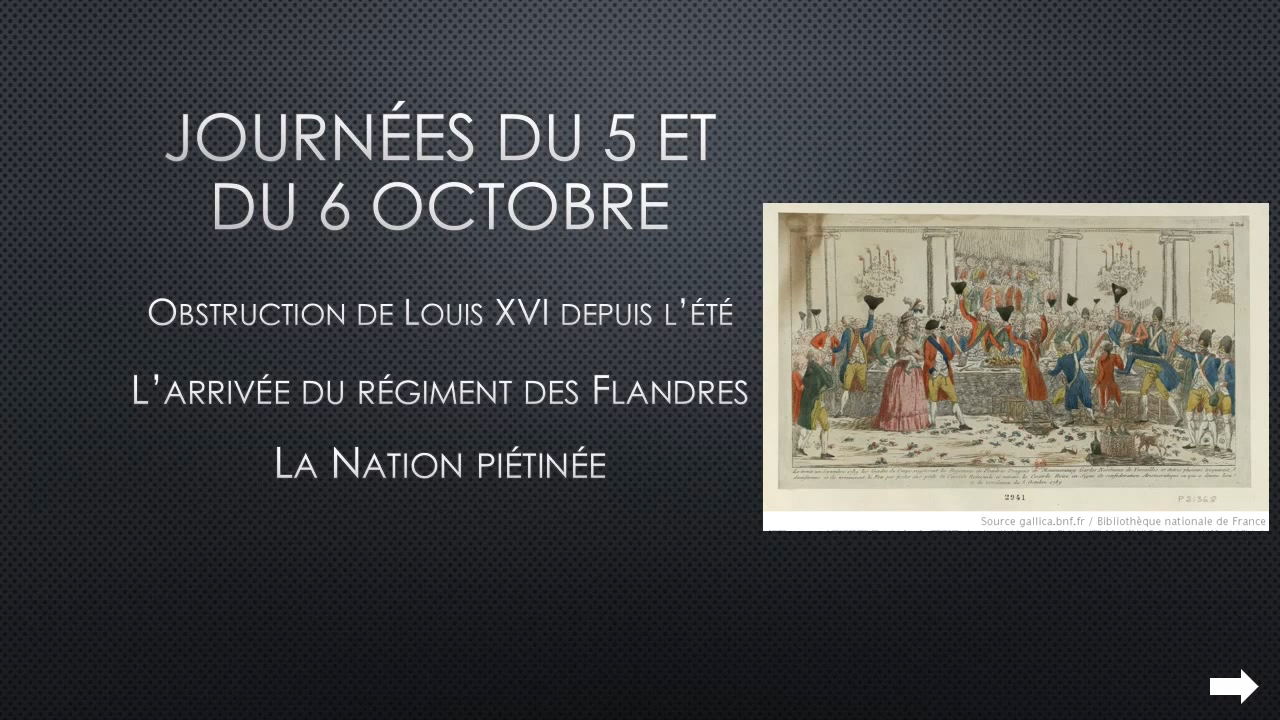 JOURNÉES DU 5 ET
DU 6 OCTOBRE
OBSTRUCTION DE LOUIS XVI DEPUIS L’ÉTÉ
L’ARRIVÉE DU RÉGIMENT DES FLANDRES
LA NATION PIÉTINÉE
2941
Source gallica.bnf.fr / Bibliothèque nationale de France